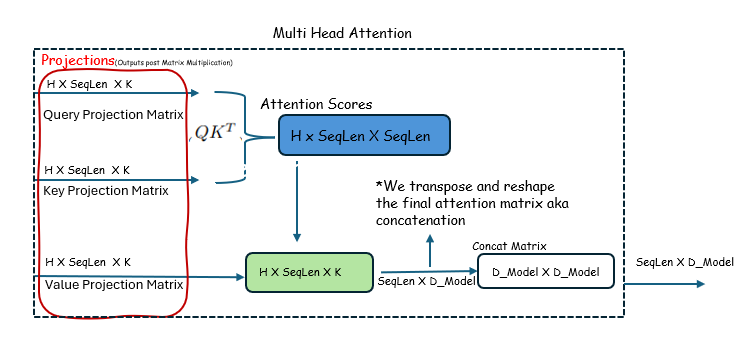 Multi Head Attention
Projections(Outputs post Matrix Multiplication)
H X SeqLen X K
Query Projection Matrix
Attention Scores
QK^T
H x SeqLen X SeqLen
H X SeqLen X K
Key Projection Matrix
*We transpose and reshape
the final attention matrix aka
concatenation
Concat Matrix
H X SeqLen X K
Value Projection Matrix
H X SeqLen X K
SeqLen X D_Model
D_Model X D_Model
SeqLen X D_Model